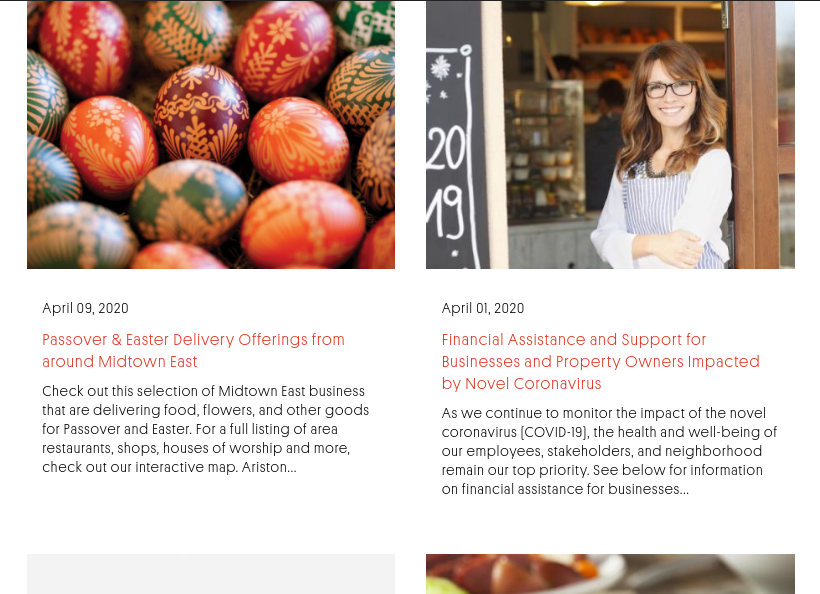 20
19
April 09, 2020
Passover & Easter Delivery Offerings from
around Midtown East
Check out this selection of Midtown East business
that are delivering food, flowers, and other goods
for Passover and Easter. For a full listing of area
restaurants, shops, houses of worship and more,
check out our interactive map. Ariston...
April 01, 2020
Financial Assistance and Support for
Businesses and Property Owners Impacted
by Novel Coronavirus
As we continue to monitor the impact of the novel
coronavirus (COVID-19), the health and well-being of
our employees, stakeholders, and neighborhood
remain our top priority. See below for information
on financial assistance for businesses...